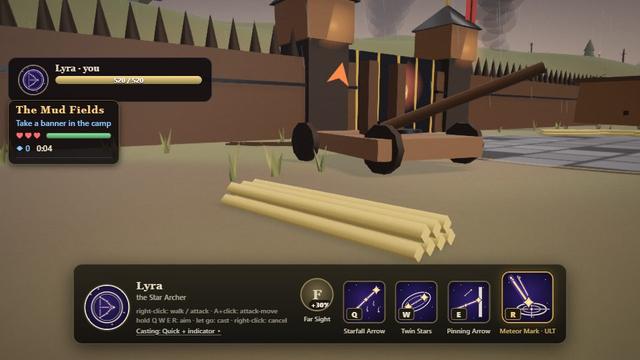 Lyra - you
520/520
The Mud Fields
Take a banner in the camp
0 0:04
Lyra
the Star Archer
right-click: walk / attack · A+click: attack-move
hold Q W E R: aim · let go: cast · right-click: cancel
Casting: Quick + indicator
F
+30%
Far Sight
Q
Starfall Arrow
W
Twin Stars
E
Pinning Arrow
R
Meteor Mark · ULT